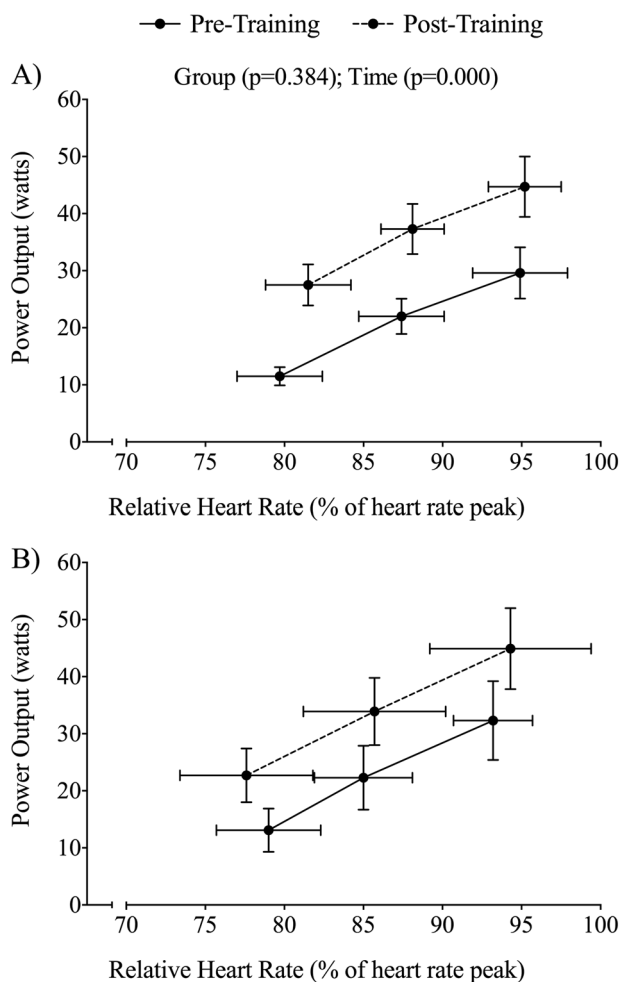 Pre-Training Post-Training
A) Group (p=0.384); Time (p=0.000)
60
50
40
30
20
10
0
Power Output (watts)
70 75 80 85 90 95 100
Relative Heart Rate (% of heart rate peak)
B)
60
50
40
30
20
10
0
Power Output (watts)
70 75 80 85 90 95 100
Relative Heart Rate (% of heart rate peak)